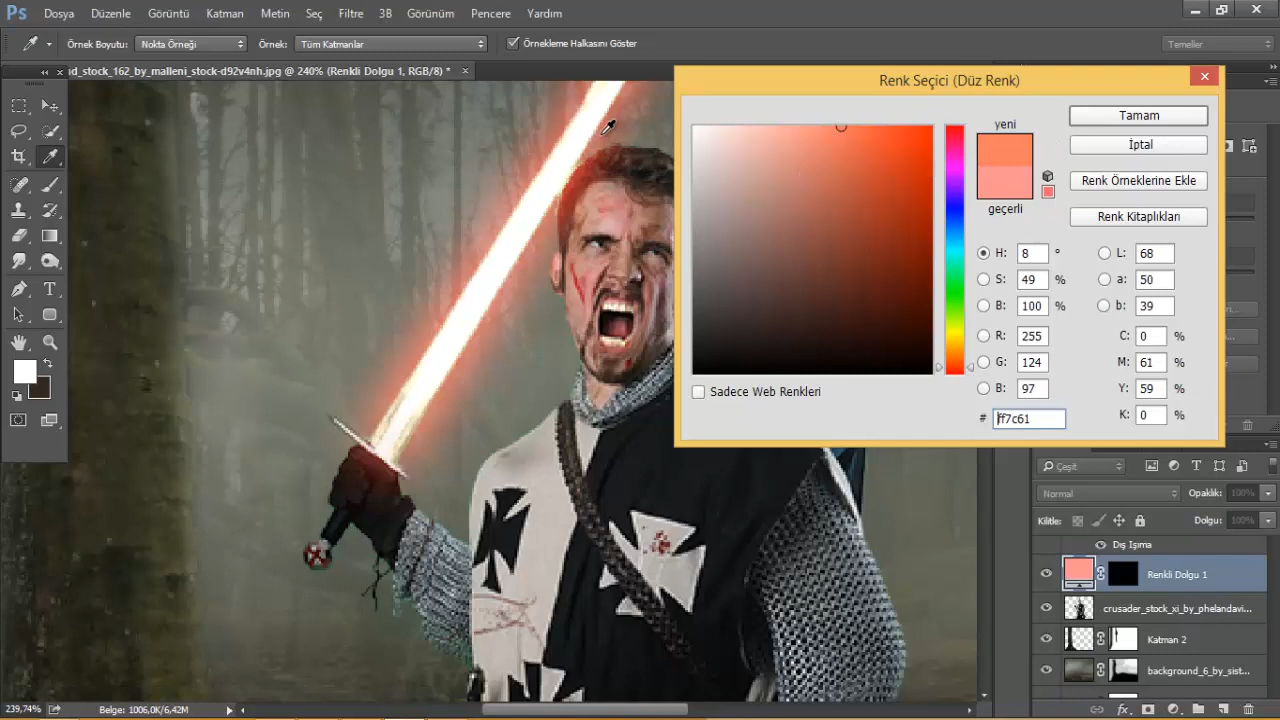 Ps Dosya Düzenle Görüntü Katman Metin Seç Filtre 3B Görünüm Pencere Yardım
Örnek Boyutu: Nokta Örneği Örnek: Tüm Katmanlar Örnekleme Halkasını Göster Temeller
ud_stock_162_by_malleni_stock-d92v4nh.jpg @ 240% (Renkli Dolgu 1, RGB/8) *
Renk Seçici (Düz Renk)
yeni
geçerli
Tamam
İptal
Renk Örneklerine Ekle
Renk Kitaplıkları
H: 8 ° L: 68
S: 49 % a: 50
B: 100 % b: 39
R: 255 C: 0 %
G: 124 M: 61 %
B: 97 Y: 59 %
# ff7c61 K: 0 %
Sadece Web Renkleri
Çeşit
Normal Opaklık: 100%
Kilitle: Dolgu: 100%
Dış Işıma
Renkli Dolgu 1
crusader_stock_xi_by_phelandavi...
Katman 2
background_6_by_sist...
239,74% Belge: 1006,0K/6,42M